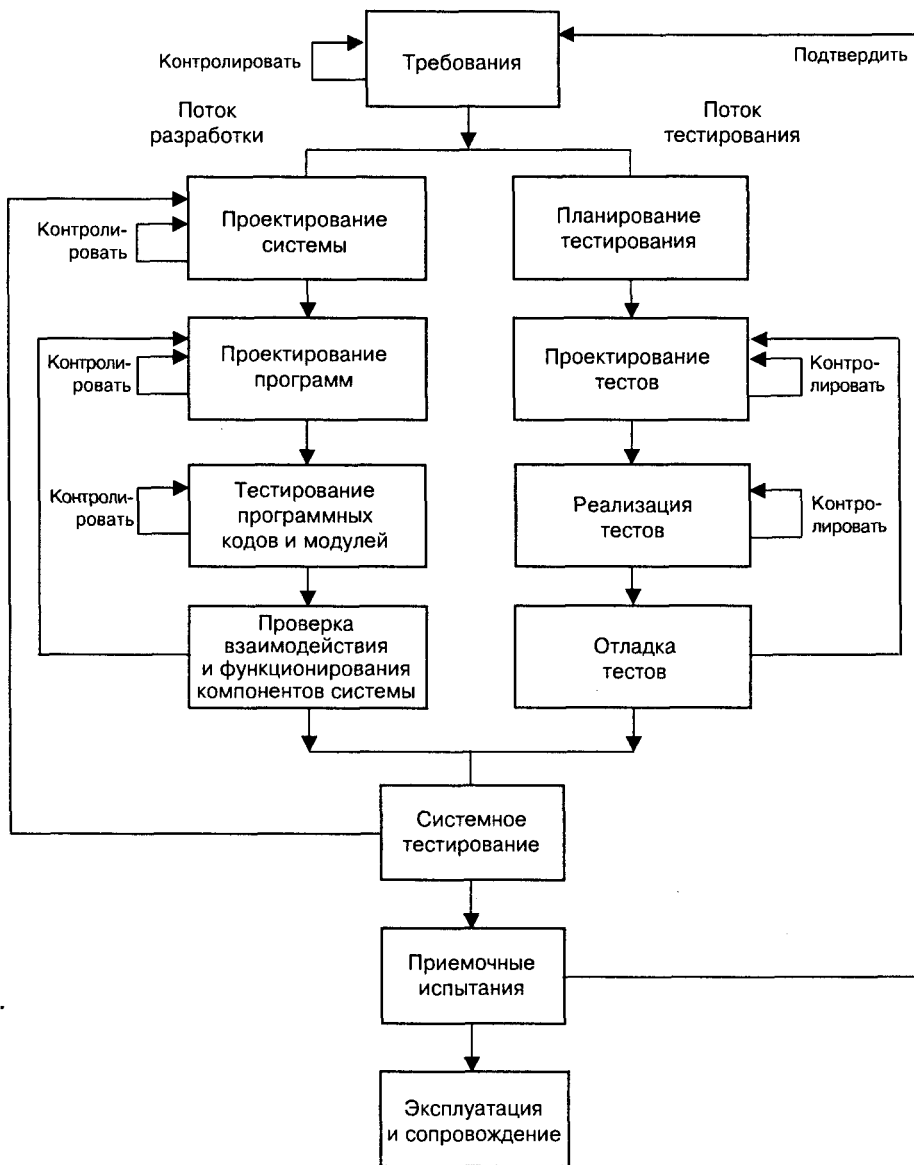 Контролировать
Требования
Подтвердить
Поток
разработки
Поток
тестирования
Контроли-
ровать
Проектирование
системы
Планирование
тестирования
Контроли-
ровать
Проектирование
программ
Проектирование
тестов
Контро-
лировать
Контроли-
ровать
Тестирование
программных
кодов и модулей
Реализация
тестов
Контро-
лировать
Проверка
взаимодействия
и функционирования
компонентов системы
Отладка
тестов
Системное
тестирование
Приемочные
испытания
Эксплуатация
и сопровождение